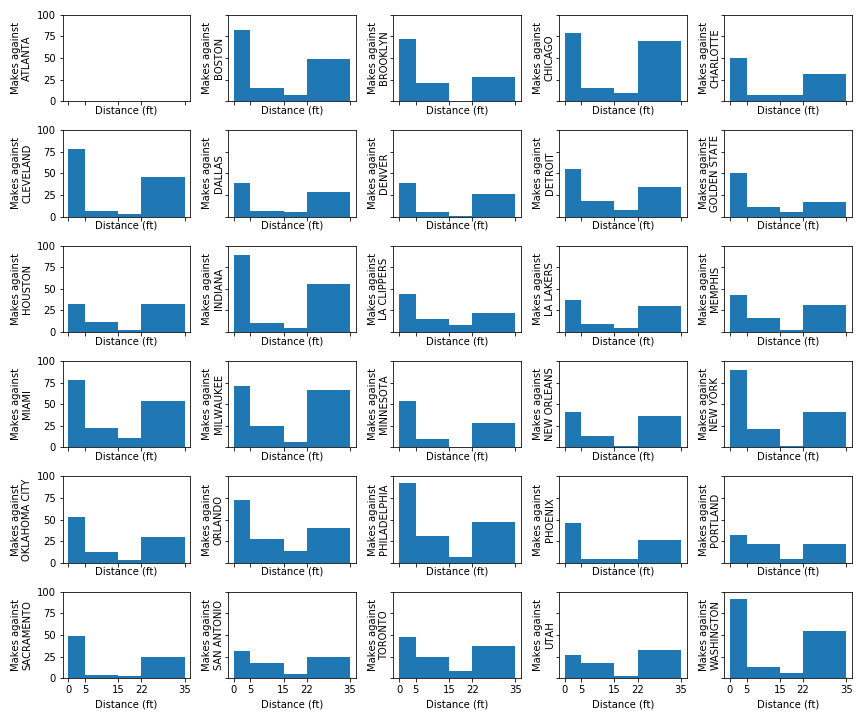 100
75
50
25
0
Makes against
ATLANTA
Distance (ft)
Makes against
BOSTON
Distance (ft)
Makes against
BROOKLYN
Distance (ft)
Makes against
CHICAGO
Distance (ft)
Makes against
CHARLOTTE
Distance (ft)
100
75
50
25
0
Makes against
CLEVELAND
Distance (ft)
Makes against
DALLAS
Distance (ft)
Makes against
DENVER
Distance (ft)
Makes against
DETROIT
Distance (ft)
Makes against
GOLDEN STATE
Distance (ft)
100
75
50
25
0
Makes against
HOUSTON
Distance (ft)
Makes against
INDIANA
Distance (ft)
Makes against
LA CLIPPERS
Distance (ft)
Makes against
LA LAKERS
Distance (ft)
Makes against
MEMPHIS
Distance (ft)
100
75
50
25
0
Makes against
MIAMI
Distance (ft)
Makes against
MILWAUKEE
Distance (ft)
Makes against
MINNESOTA
Distance (ft)
Makes against
NEW ORLEANS
Distance (ft)
Makes against
NEW YORK
Distance (ft)
100
75
50
25
0
Makes against
OKLAHOMA CITY
Distance (ft)
Makes against
ORLANDO
Distance (ft)
Makes against
PHILADELPHIA
Distance (ft)
Makes against
PHOENIX
Distance (ft)
Makes against
PORTLAND
Distance (ft)
100
75
50
25
0
Makes against
SACRAMENTO
0 5 15 22 35
Distance (ft)
Makes against
SAN ANTONIO
0 5 15 22 35
Distance (ft)
Makes against
TORONTO
0 5 15 22 35
Distance (ft)
Makes against
UTAH
0 5 15 22 35
Distance (ft)
Makes against
WASHINGTON
0 5 15 22 35
Distance (ft)